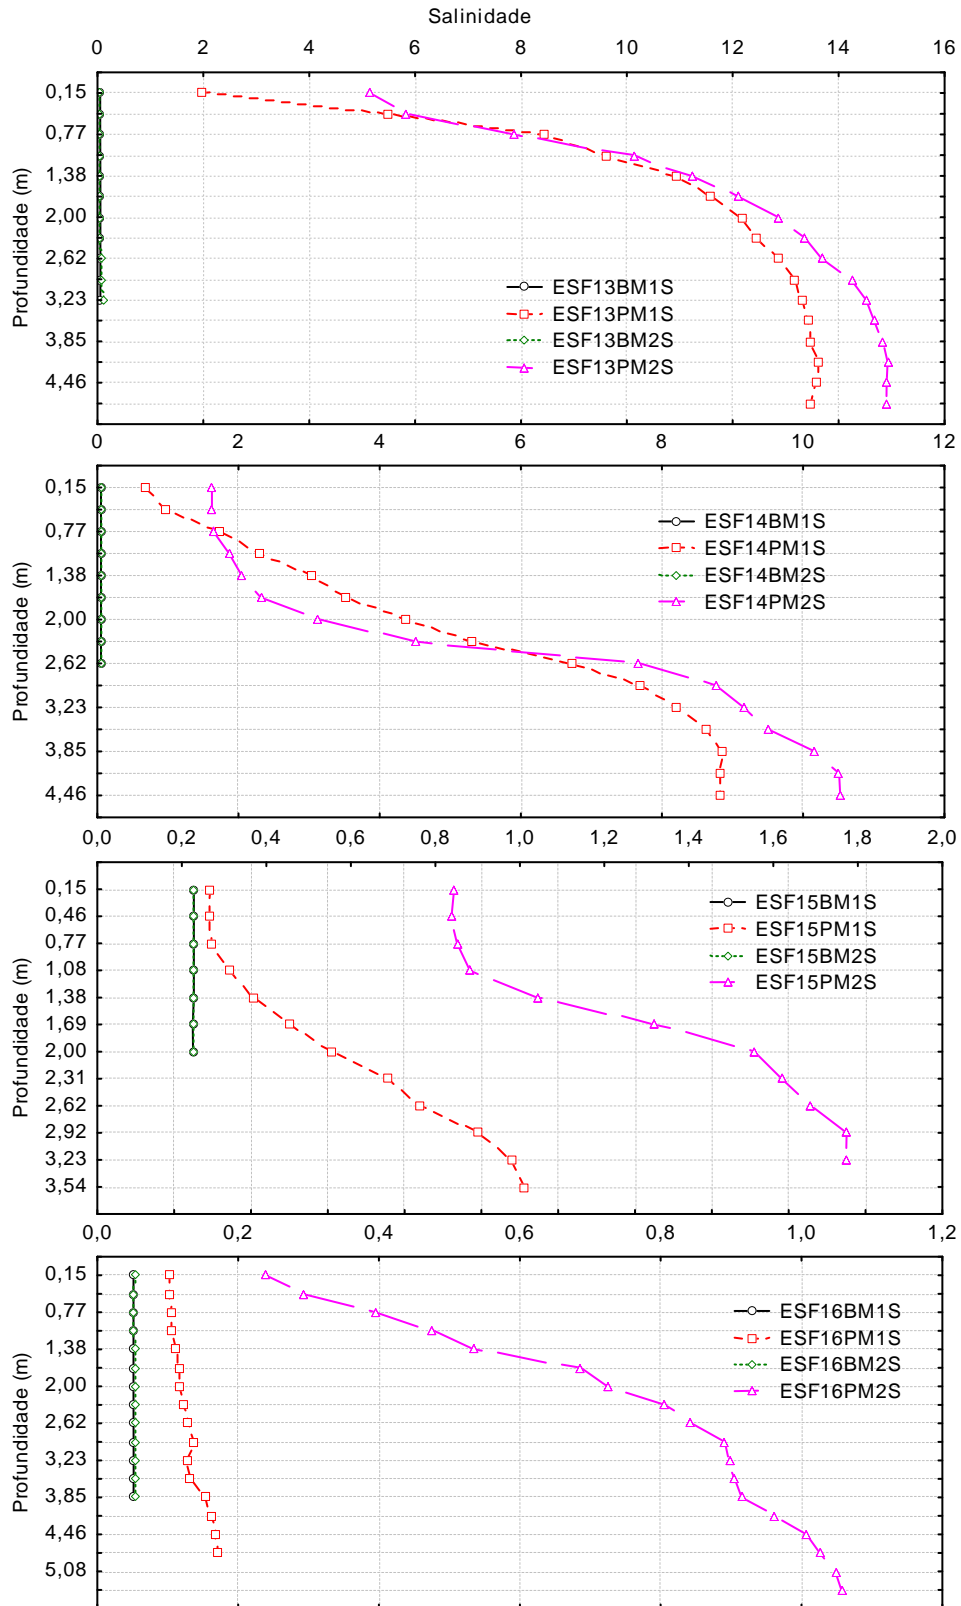 Salinidade
0 2 4 6 8 10 12 14 16
0,15
0,77
1,38
2,00
2,62
3,23
3,85
4,46
Profundidade (m)
ESF13BM1S
ESF13PM1S
ESF13BM2S
ESF13PM2S
0 2 4 6 8 10 12
0,15
0,77
1,38
2,00
2,62
3,23
3,85
4,46
Profundidade (m)
ESF14BM1S
ESF14PM1S
ESF14BM2S
ESF14PM2S
0,0 0,2 0,4 0,6 0,8 1,0 1,2 1,4 1,6 1,8 2,0
0,15
0,46
0,77
1,08
1,38
1,69
2,00
2,31
2,62
2,92
3,23
3,54
Profundidade (m)
ESF15BM1S
ESF15PM1S
ESF15BM2S
ESF15PM2S
0,0 0,2 0,4 0,6 0,8 1,0 1,2
0,15
0,77
1,38
2,00
2,62
3,23
3,85
4,46
5,08
Profundidade (m)
ESF16BM1S
ESF16PM1S
ESF16BM2S
ESF16PM2S